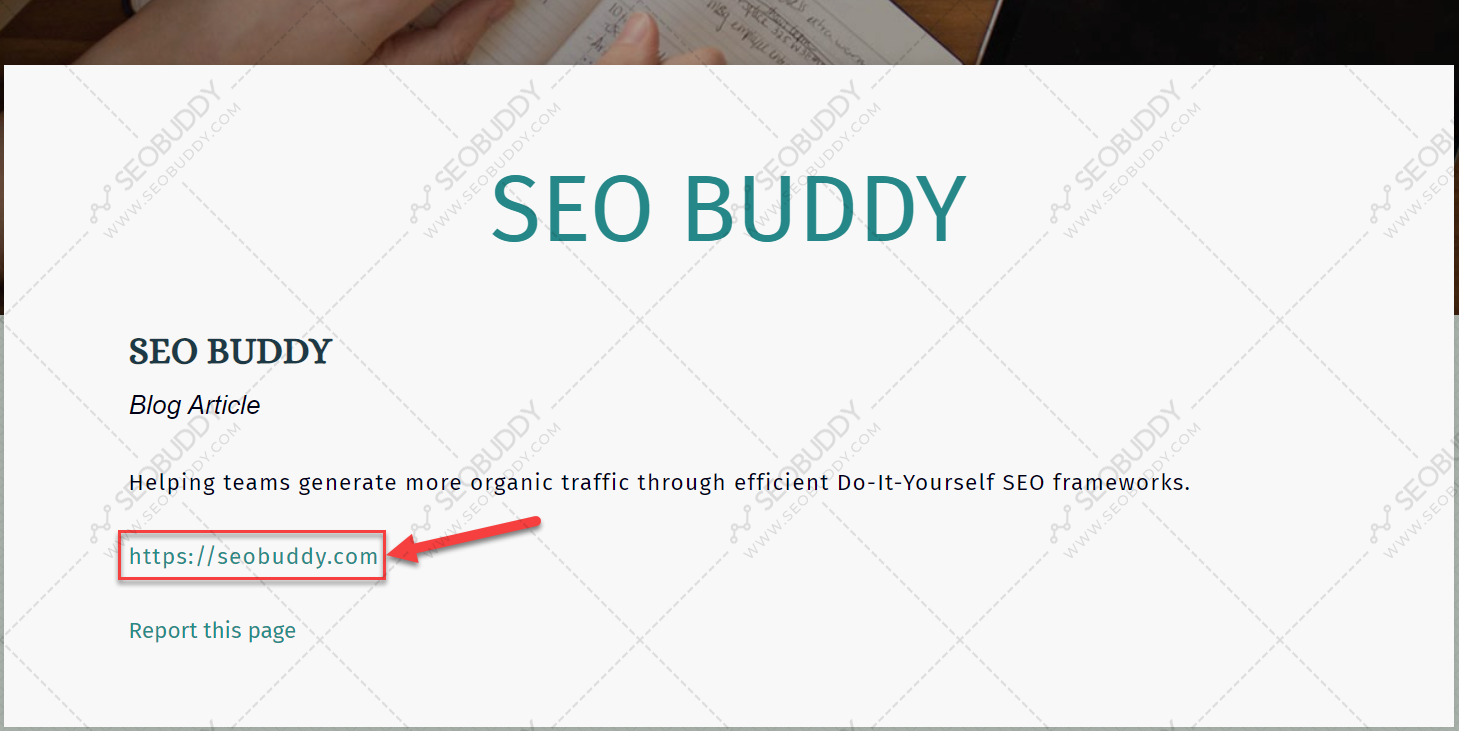 SEO BUDDY
SEO BUDDY
Blog Article
Helping teams generate more organic traffic through efficient Do-It-Yourself SEO frameworks.
https://seobuddy.com
Report this page
SEOBUDDY
WWW.SEOBUDDY.COM